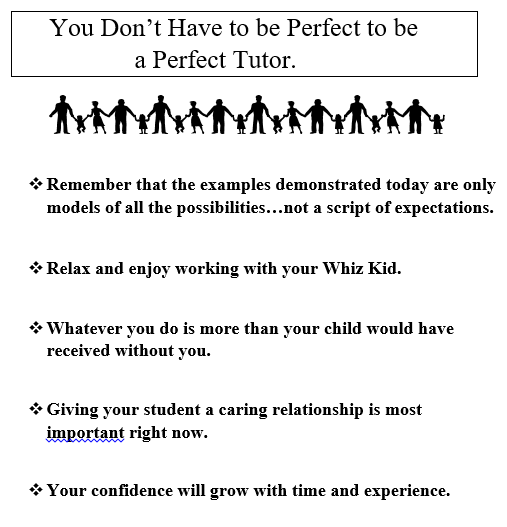 You Don’t Have to be Perfect to be
a Perfect Tutor.
❖ Remember that the examples demonstrated today are only
models of all the possibilities…not a script of expectations.
❖ Relax and enjoy working with your Whiz Kid.
❖ Whatever you do is more than your child would have
received without you.
❖ Giving your student a caring relationship is most
important right now.
❖ Your confidence will grow with time and experience.